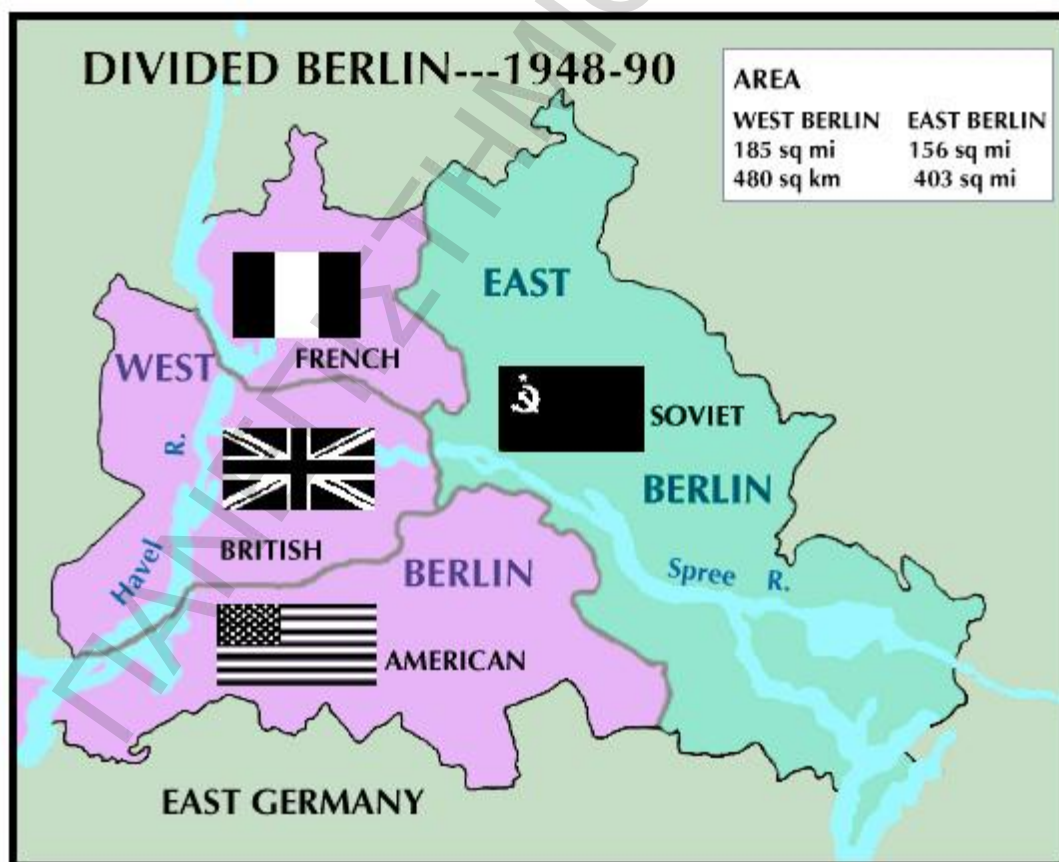 DIVIDED BERLIN---1948-90
AREA
WEST BERLIN EAST BERLIN
185 sq mi 156 sq mi
480 sq km 403 sq mi
EAST
WEST
FRENCH
SOVIET
R.
BERLIN
BRITISH
Havel
BERLIN
Spree R.
AMERICAN
EAST GERMANY